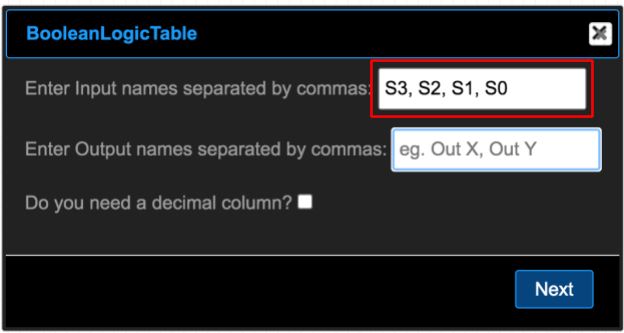 BooleanLogicTable
Enter Input names separated by commas: S3, S2, S1, S0
Enter Output names separated by commas: eg. Out X, Out Y
Do you need a decimal column?
Next